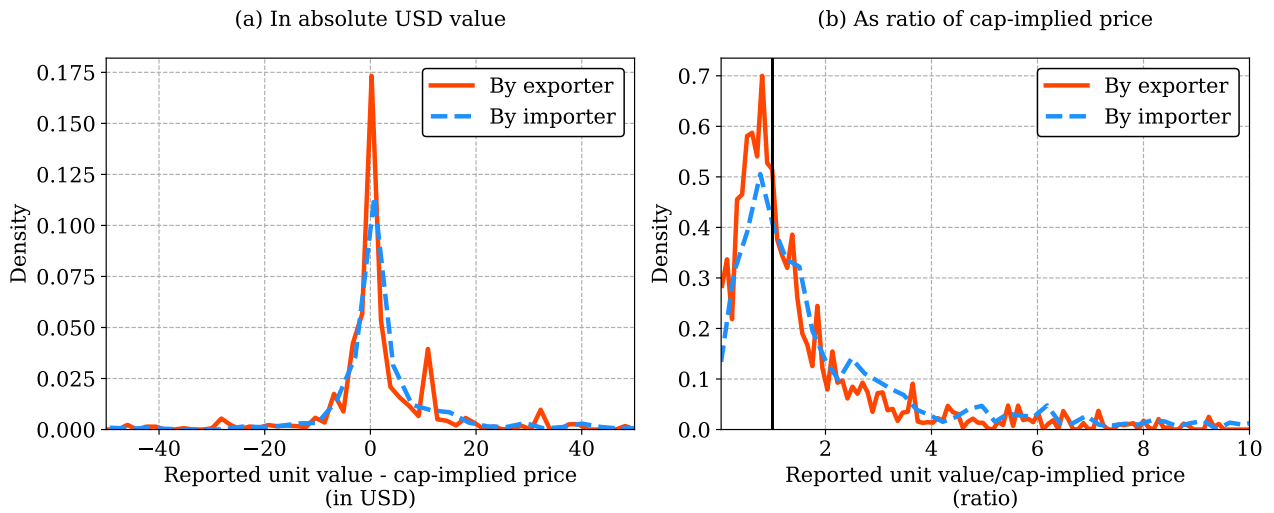 (a) In absolute USD value
0.175
0.150
0.125
0.100
0.075
0.050
0.025
0.000
Density
−40
−20
0
20
40
Reported unit value - cap-implied price
(in USD)
By exporter
By importer
(b) As ratio of cap-implied price
0.7
0.6
0.5
0.4
0.3
0.2
0.1
0.0
Density
2
4
6
8
10
Reported unit value/cap-implied price
(ratio)
By exporter
By importer